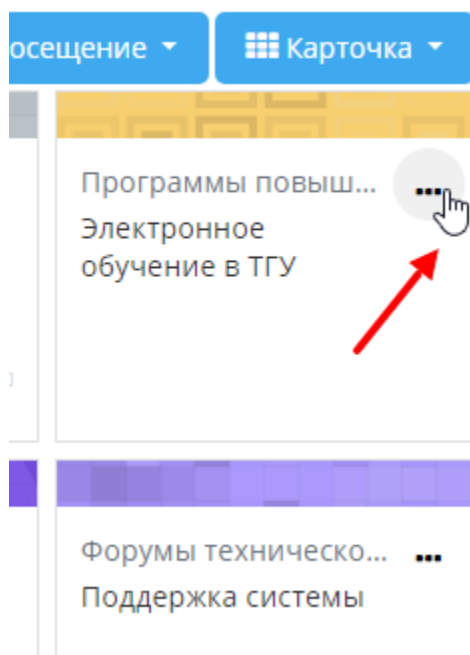 осещение
Карточка
Программы повыш...
Электронное
обучение в ТГУ
Форумы техническо...
Поддержка системы